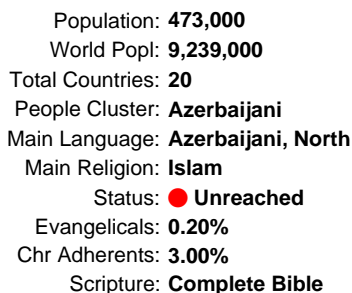 Population: 473,000
World Popl: 9,239,000
Total Countries: 20
People Cluster: Azerbaijani
Main Language: Azerbaijani, North
Main Religion: Islam
Status: Unreached
Evangelicals: 0.20%
Chr Adherents: 3.00%
Scripture: Complete Bible